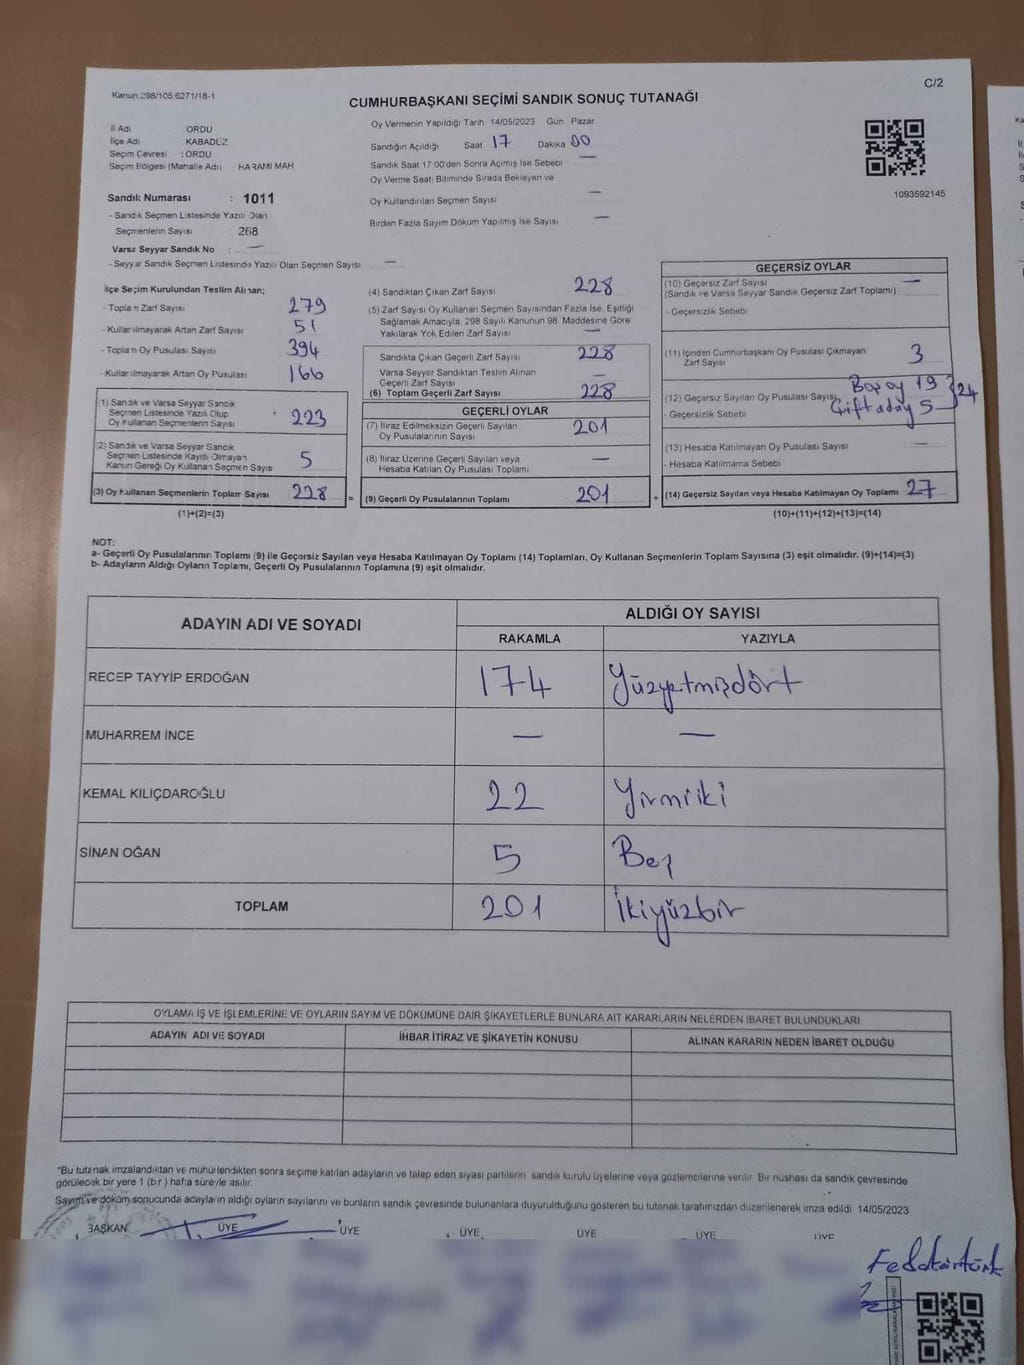 Kanun 298/105,6271/18-1
C/2
CUMHURBAŞKANI SEÇİMİ SANDIK SONUÇ TUTANAĞI
İl Adı ORDU
İlçe Adı KABADÜZ
Seçim Çevresi : ORDU
Seçim Bölgesi (Mahalle Adı) HARAMİ MAH
Sandık Numarası : 1011
- Sandık Seçmen Listesinde Yazılı Olan
Seçmenlerin Sayısı : 268
Varsa Seyyar Sandık No : —
- Seyyar Sandık Seçmen Listesinde Yazılı Olan Seçmen Sayısı —
Oy Vermenin Yapıldığı Tarih 14/05/2023 Gün Pazar
Sandığın Açıldığı Saat 17 Dakika 00
Sandık Saat 17.00'den Sonra Açımış İse Sebebi —
Oy Verme Saati Bitiminde Sırada Bekleyen ve
Oy Kullandırılan Seçmen Sayısı —
Birden Fazla Sayım Döküm Yapılmış İse Sayısı —
1093592145
İlçe Seçim Kurulundan Teslim Alınan;
- Toplam Zarf Sayısı 279
- Kullanılmayarak Artan Zarf Sayısı 51
- Toplam Oy Pusulası Sayısı 394
- Kullanılmayarak Artan Oy Pusulası 166
(1) Sandık ve Varsa Seyyar Sandık
Seçmen Listesinde Yazılı Olup
Oy Kullanan Seçmenlerin Sayısı 223
(2) Sandık ve Varsa Seyyar Sandık
Seçmen Listesinde Kayıtlı Olmayan
Kanun Gereği Oy Kullanan Seçmen Sayısı 5
(3) Oy Kullanan Seçmenlerin Toplam Sayısı 228 =
(1)+(2)=(3)
(4) Sandıktan Çıkan Zarf Sayısı 228
(5) Zarf Sayısı Oy Kullanan Seçmen Sayısından Fazla İse, Eşitliği
Sağlamak Amacıyla, 298 Sayılı Kanunun 98. Maddesine Göre
Yakılarak Yok Edilen Zarf Sayısı —
Sandıkta Çıkan Geçerli Zarf Sayısı 228
Varsa Seyyar Sandıktan Teslim Alınan
Geçerli Zarf Sayısı —
(6) Toplam Geçerli Zarf Sayısı 228
GEÇERLİ OYLAR
(7) İtiraz Edilmeksizin Geçerli Sayılan
Oy Pusulalarının Sayısı 201
(8) İtiraz Üzerine Geçerli Sayılan veya
Hesaba Katılan Oy Pusulası Toplamı —
(9) Geçerli Oy Pusulalarının Toplamı 201 +
GEÇERSİZ OYLAR
(10) Geçersiz Zarf Sayısı —
(Sandık ve Varsa Seyyar Sandık Geçersiz Zarf Toplamı)
- Geçersizlik Sebebi
(11) İçinden Cumhurbaşkanı Oy Pusulası Çıkmayan
Zarf Sayısı 3
(12) Geçersiz Sayılan Oy Pusulası Sayısı Boş oy 19 } 24
- Geçersizlik Sebebi Çift aday 5
(13) Hesaba Katılmayan Oy Pusulası Sayısı —
- Hesaba Katılmama Sebebi
(14) Geçersiz Sayılan veya Hesaba Katılmayan Oy Toplamı 27
(10)+(11)+(12)+(13)=(14)
NOT:
a- Geçerli Oy Pusulalarının Toplamı (9) ile Geçersiz Sayılan veya Hesaba Katılmayan Oy Toplamı (14) Toplamları, Oy Kullanan Seçmenlerin Toplam Sayısına (3) eşit olmalıdır. (9)+(14)=(3)
b- Adayların Aldığı Oyların Toplamı, Geçerli Oy Pusulalarının Toplamına (9) eşit olmalıdır.
ADAYIN ADI VE SOYADI ALDIĞI OY SAYISI
RAKAMLA YAZIYLA
RECEP TAYYİP ERDOĞAN 174 Yüzyetmişdört
MUHARREM İNCE — —
KEMAL KILIÇDAROĞLU 22 Yirmiiki
SİNAN OĞAN 5 Beş
TOPLAM 201 İkiyüzbir
OYLAMA İŞ VE İŞLEMLERİNE VE OYLARIN SAYIM VE DÖKÜMÜNE DAİR ŞİKAYETLERLE BUNLARA AİT KARARLARIN NELERDEN İBARET BULUNDUKLARI
ADAYIN ADI VE SOYADI İHBAR İTİRAZ VE ŞİKAYETİN KONUSU ALINAN KARARIN NEDEN İBARET OLDUĞU
"Bu tutanak imzalandıktan ve mühürlendikten sonra seçime katılan adayların ve talep eden siyasi partilerin sandık kurulu üyelerine veya gözlemcilerine verilir. Bir nüshası da sandık çevresinde
görülecek bir yere 1 (bir) hafta süreyle asılır.
Sayım ve döküm sonucunda adayların aldığı oyların sayılarını ve bunların sandık çevresinde bulunanlara duyurulduğunu gösteren bu tutanak tarafımızdan düzenlenerek imza edildi. 14/05/2023
BAŞKAN ÜYE ÜYE ÜYE ÜYE ÜYE ÜYE